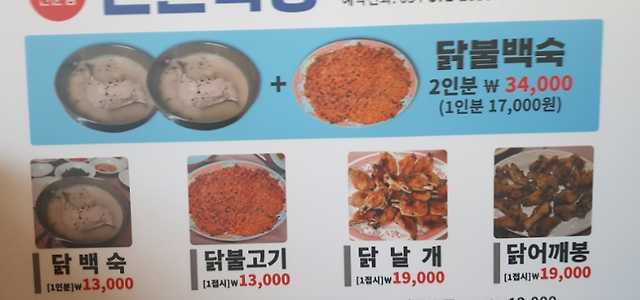 닭불백숙
2인분 ₩ 34,000
(1인분 17,000원)
닭 백 숙
[1인분]₩13,000
닭불고기
[1접시]₩13,000
닭 날 개
[1접시]₩19,000
닭어깨봉
[1접시]₩19,000